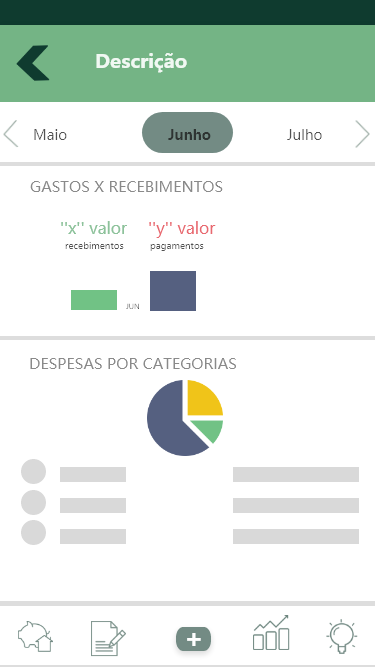 Descrição
Maio Junho Julho
GASTOS X RECEBIMENTOS
"x" valor "y" valor
recebimentos pagamentos
JUN
DESPESAS POR CATEGORIAS